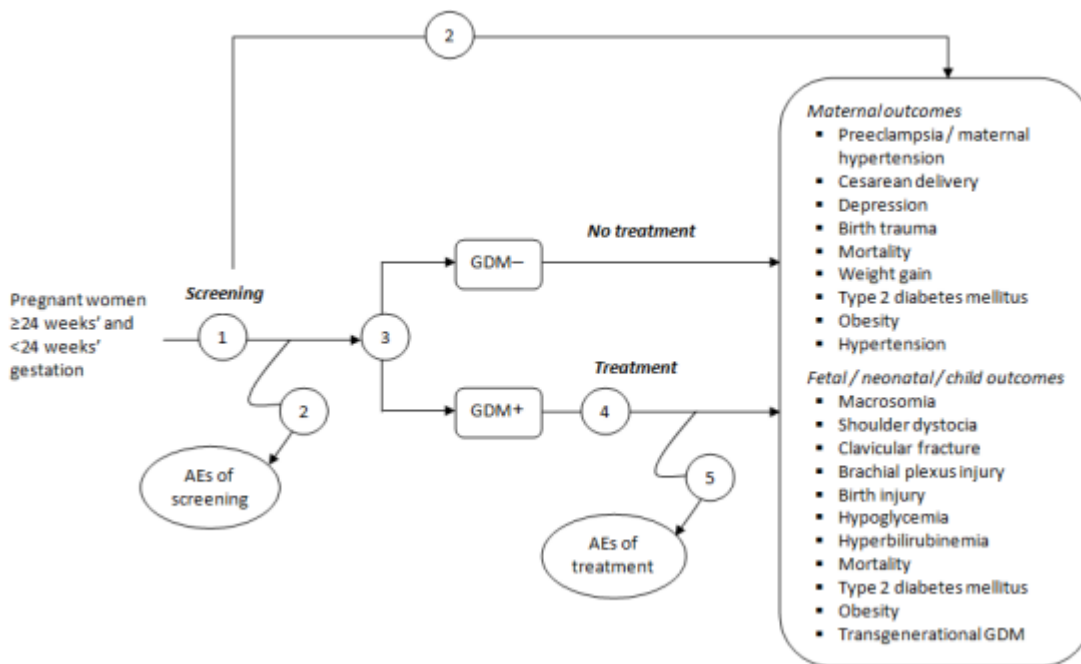 2
Maternal outcomes
▪ Preeclampsia / maternal
hypertension
▪ Cesarean delivery
▪ Depression
▪ Birth trauma
▪ Mortality
▪ Weight gain
▪ Type 2 diabetes mellitus
▪ Obesity
▪ Hypertension
Fetal / neonatal / child outcomes
▪ Macrosomia
▪ Shoulder dystocia
▪ Clavicular fracture
▪ Brachial plexus injury
▪ Birth injury
▪ Hypoglycemia
▪ Hyperbilirubinemia
▪ Mortality
▪ Type 2 diabetes mellitus
▪ Obesity
▪ Transgenerational GDM
No treatment
GDM−
Screening
Pregnant women
≥24 weeks’ and
<24 weeks’
gestation
1
3
Treatment
GDM+
4
2
AEs of
screening
5
AEs of
treatment